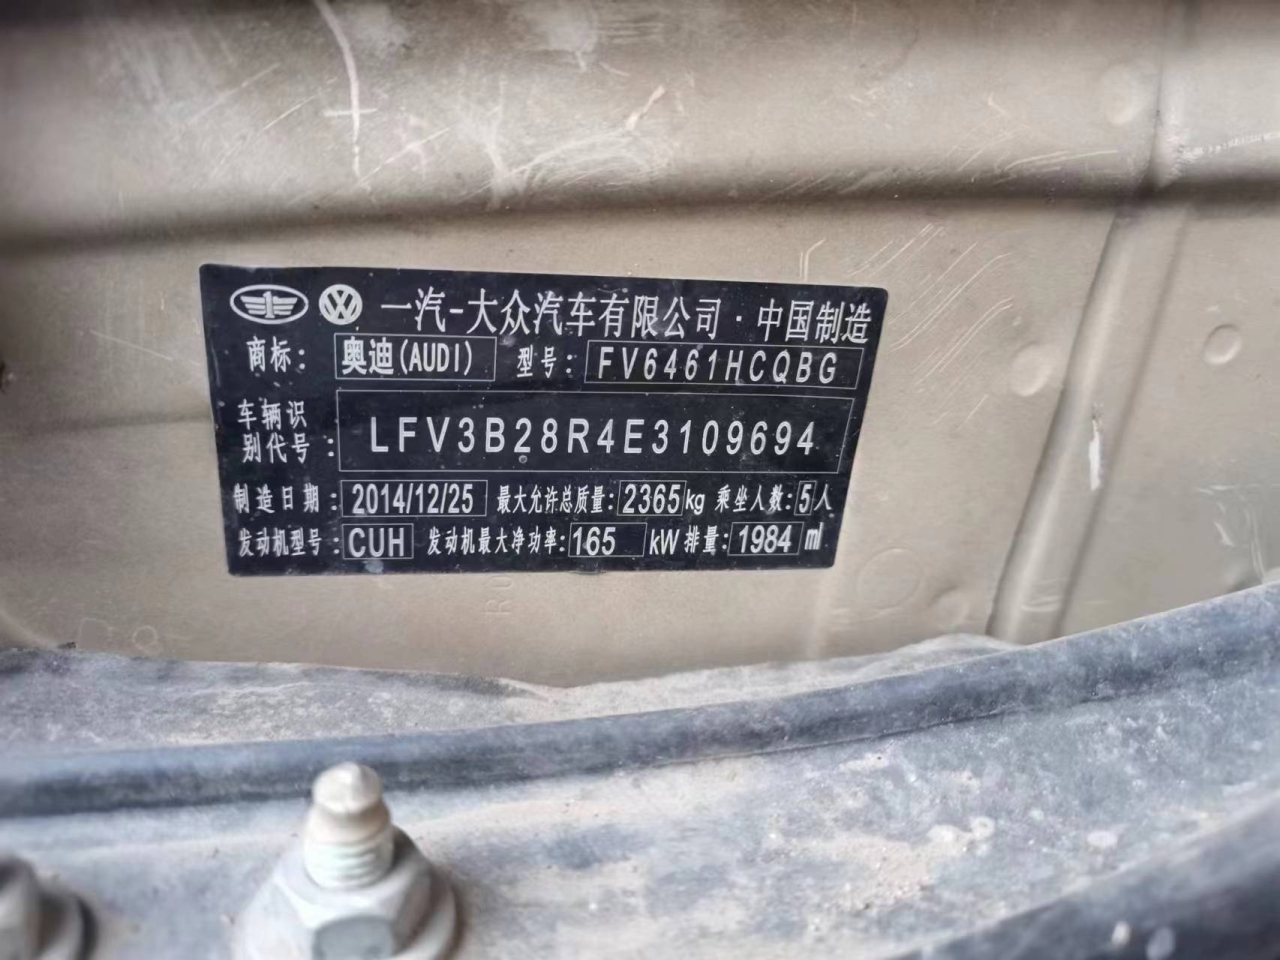 一汽-大众汽车有限公司·中国制造
商标: 奥迪(AUDI) 型号: FV6461HCQBG
车辆识
别代号: LFV3B28R4E3109694
制造日期: 2014/12/25 最大允许总质量: 2365kg 乘坐人数: 5人
发动机型号: CUH 发动机最大净功率: 165 kW 排量: 1984 ml